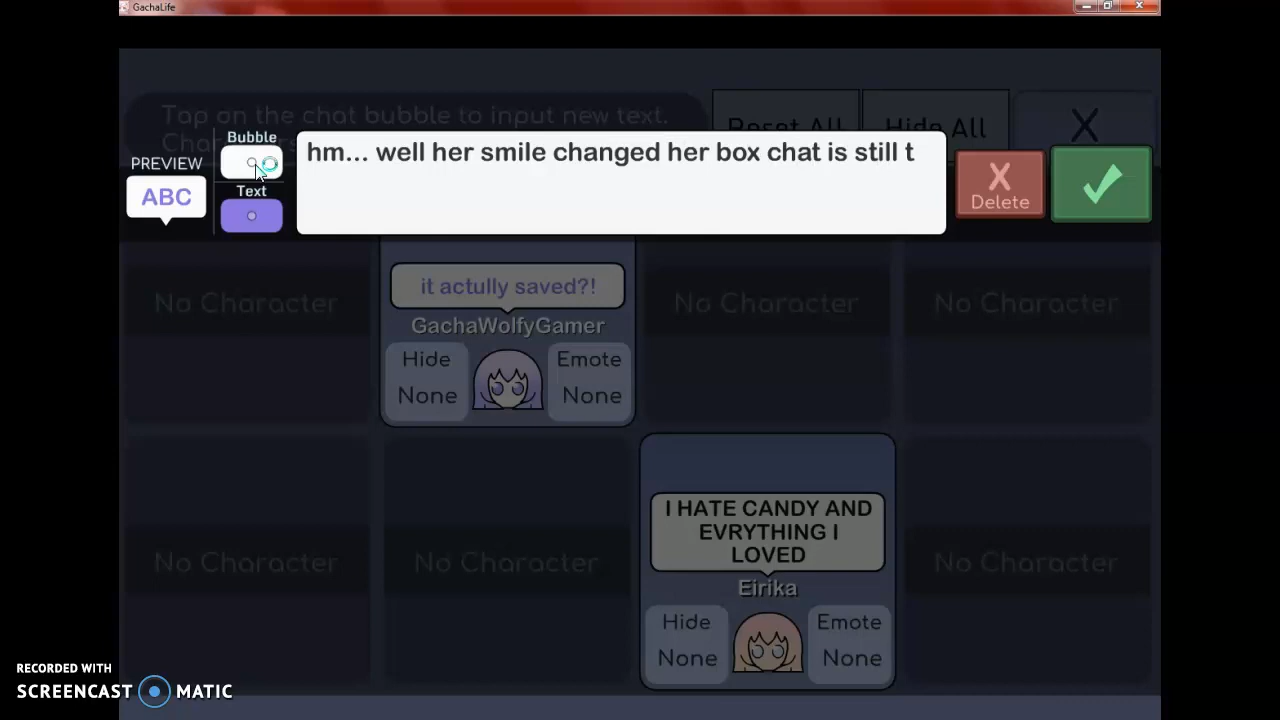 GachaLife
Tap on the chat bubble to input new text.
Reset All
Hide All
X
Bubble
PREVIEW
ABC
Text
hm... well her smile changed her box chat is still t
X
Delete
No Character
it actully saved?!
GachaWolfyGamer
Hide
None
Emote
None
No Character
No Character
No Character
No Character
I HATE CANDY AND
EVRYTHING I
LOVED
Eirika
Hide
None
Emote
None
No Character
RECORDED WITH
SCREENCAST MATIC